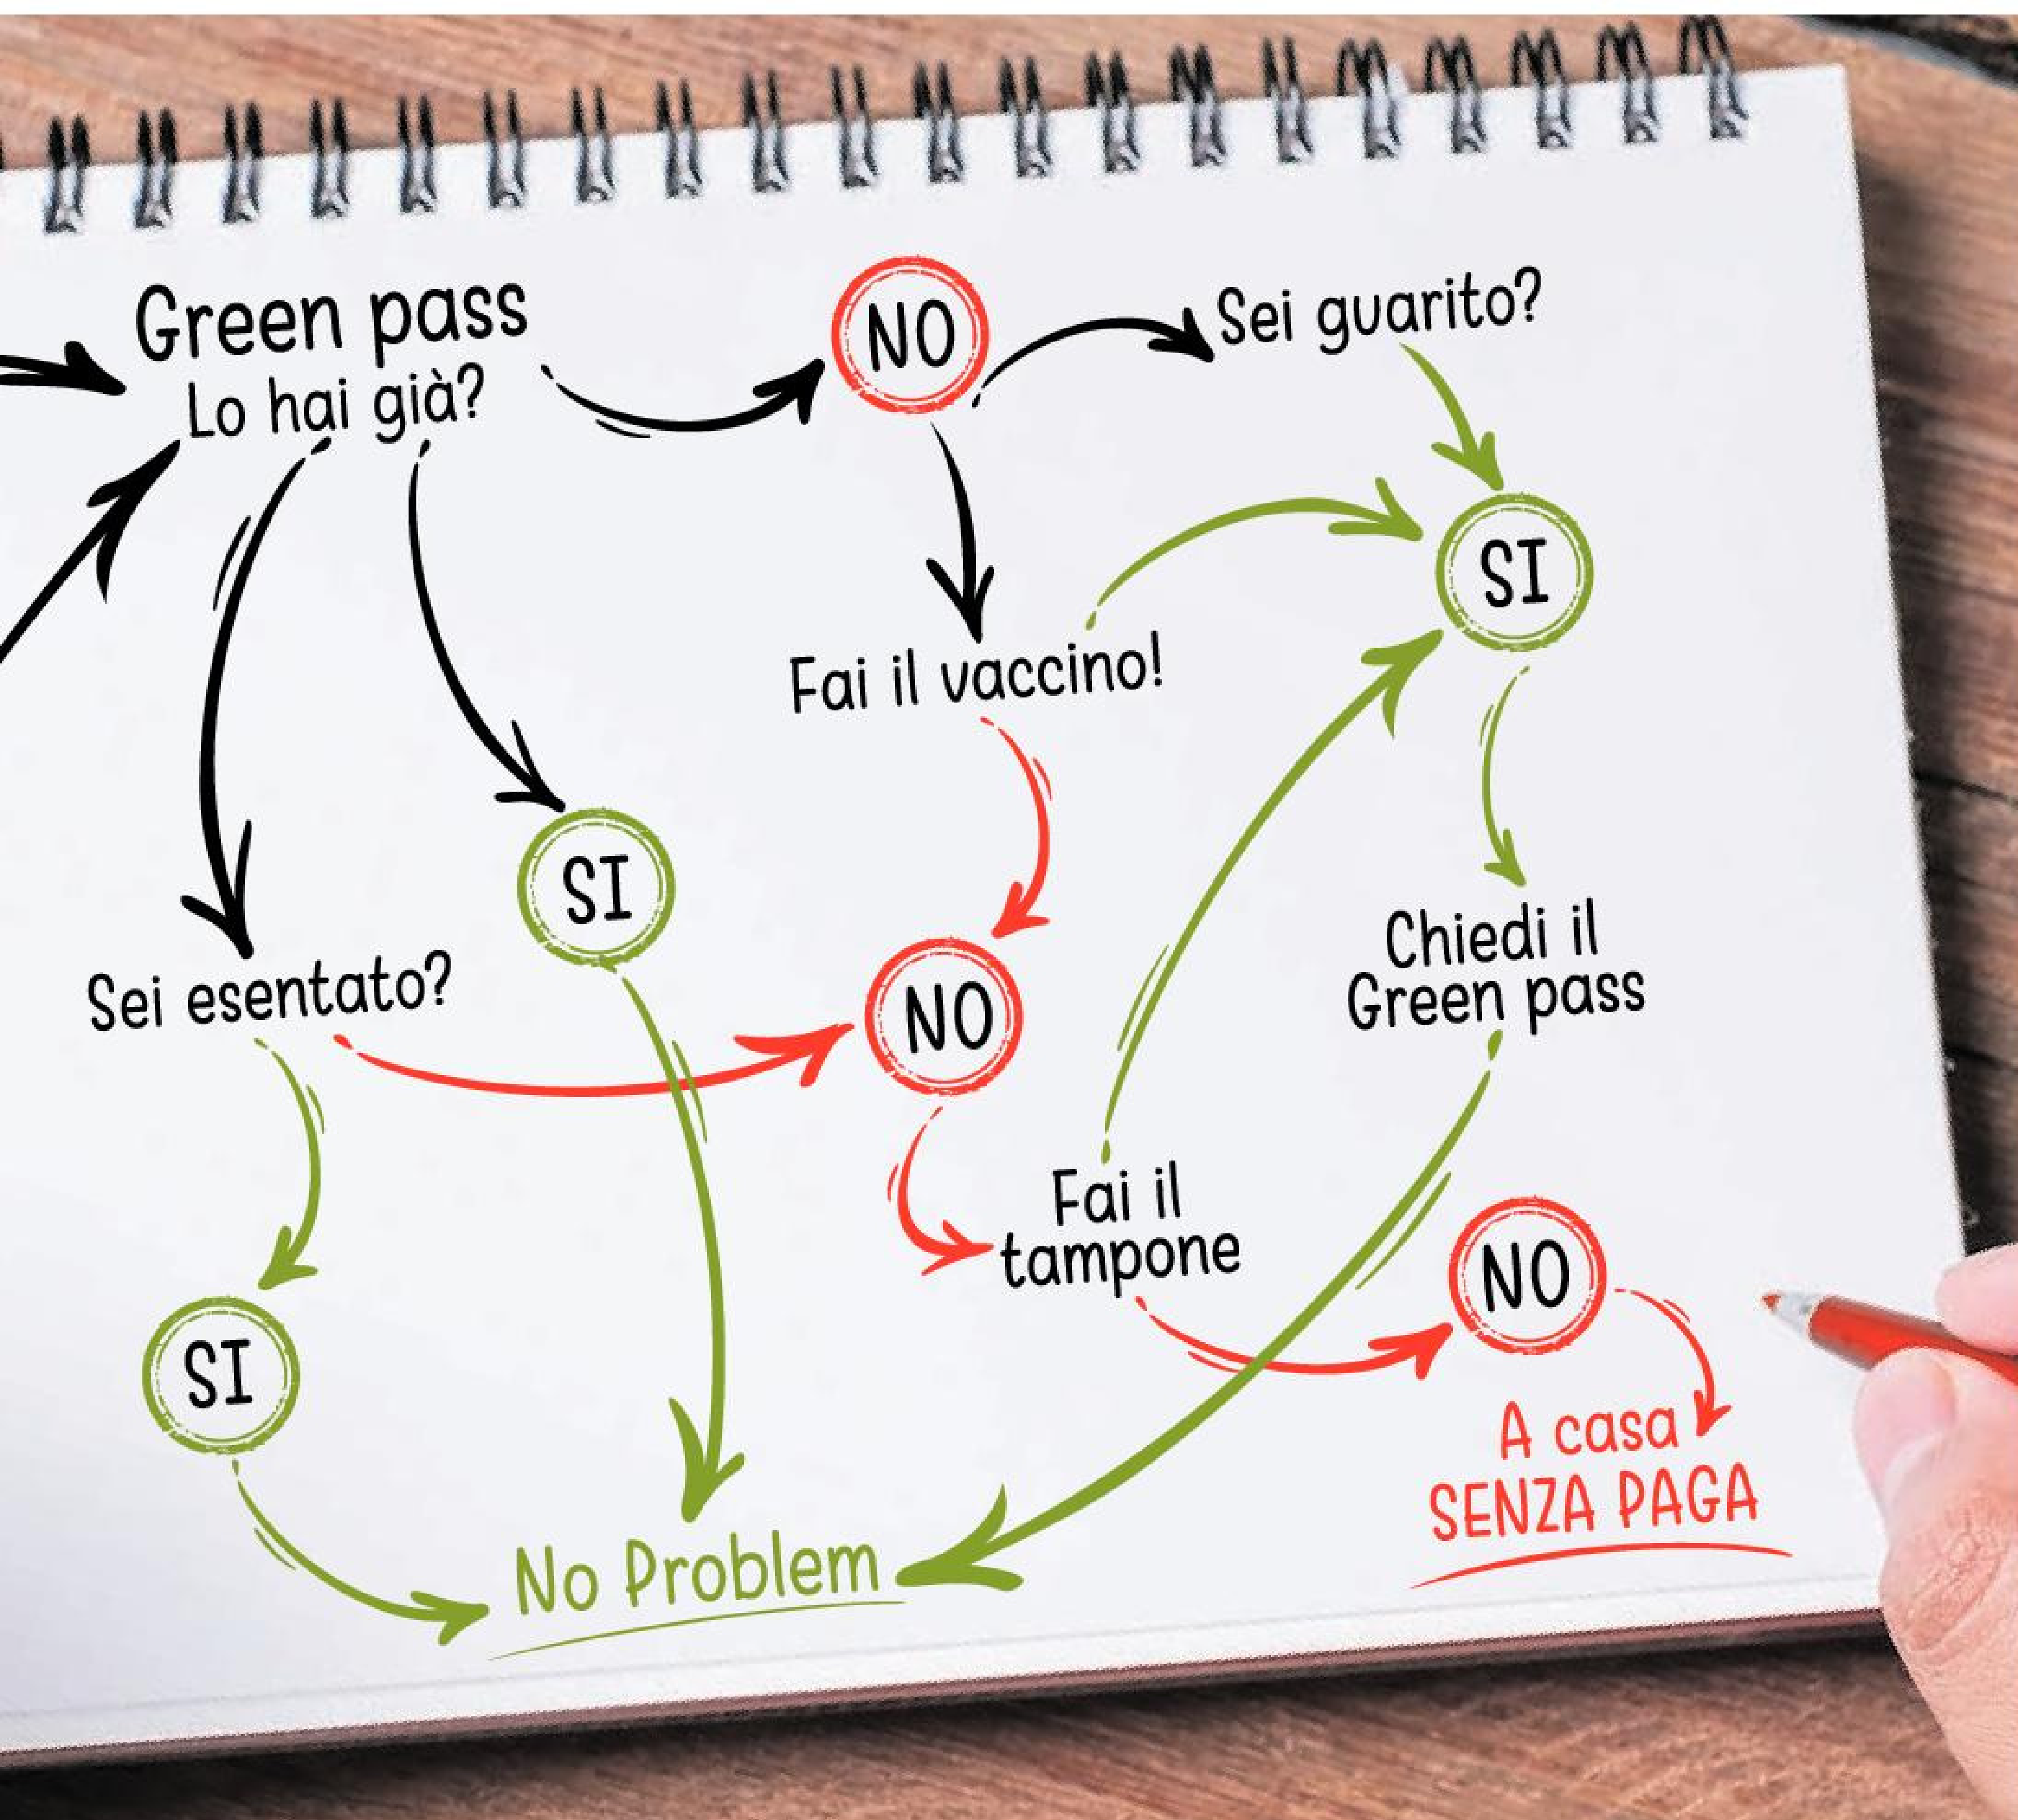 Green pass
Lo hai già?
NO
Sei guarito?
SI
Fai il vaccino!
SI
Chiedi il
Green pass
Sei esentato?
NO
Fai il
tampone
NO
SI
A casa
SENZA PAGA
No Problem